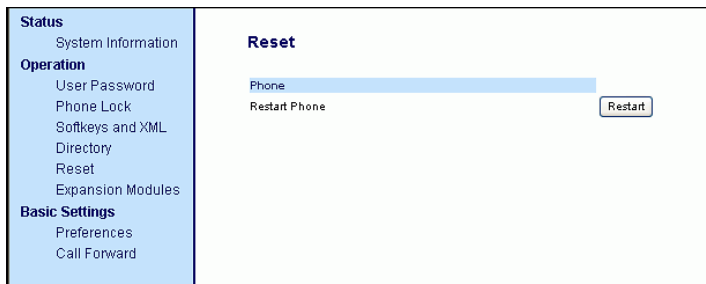 Status
System Information
Operation
User Password
Phone Lock
Softkeys and XML
Directory
Reset
Expansion Modules
Basic Settings
Preferences
Call Forward
Reset
Phone
Restart Phone
Restart